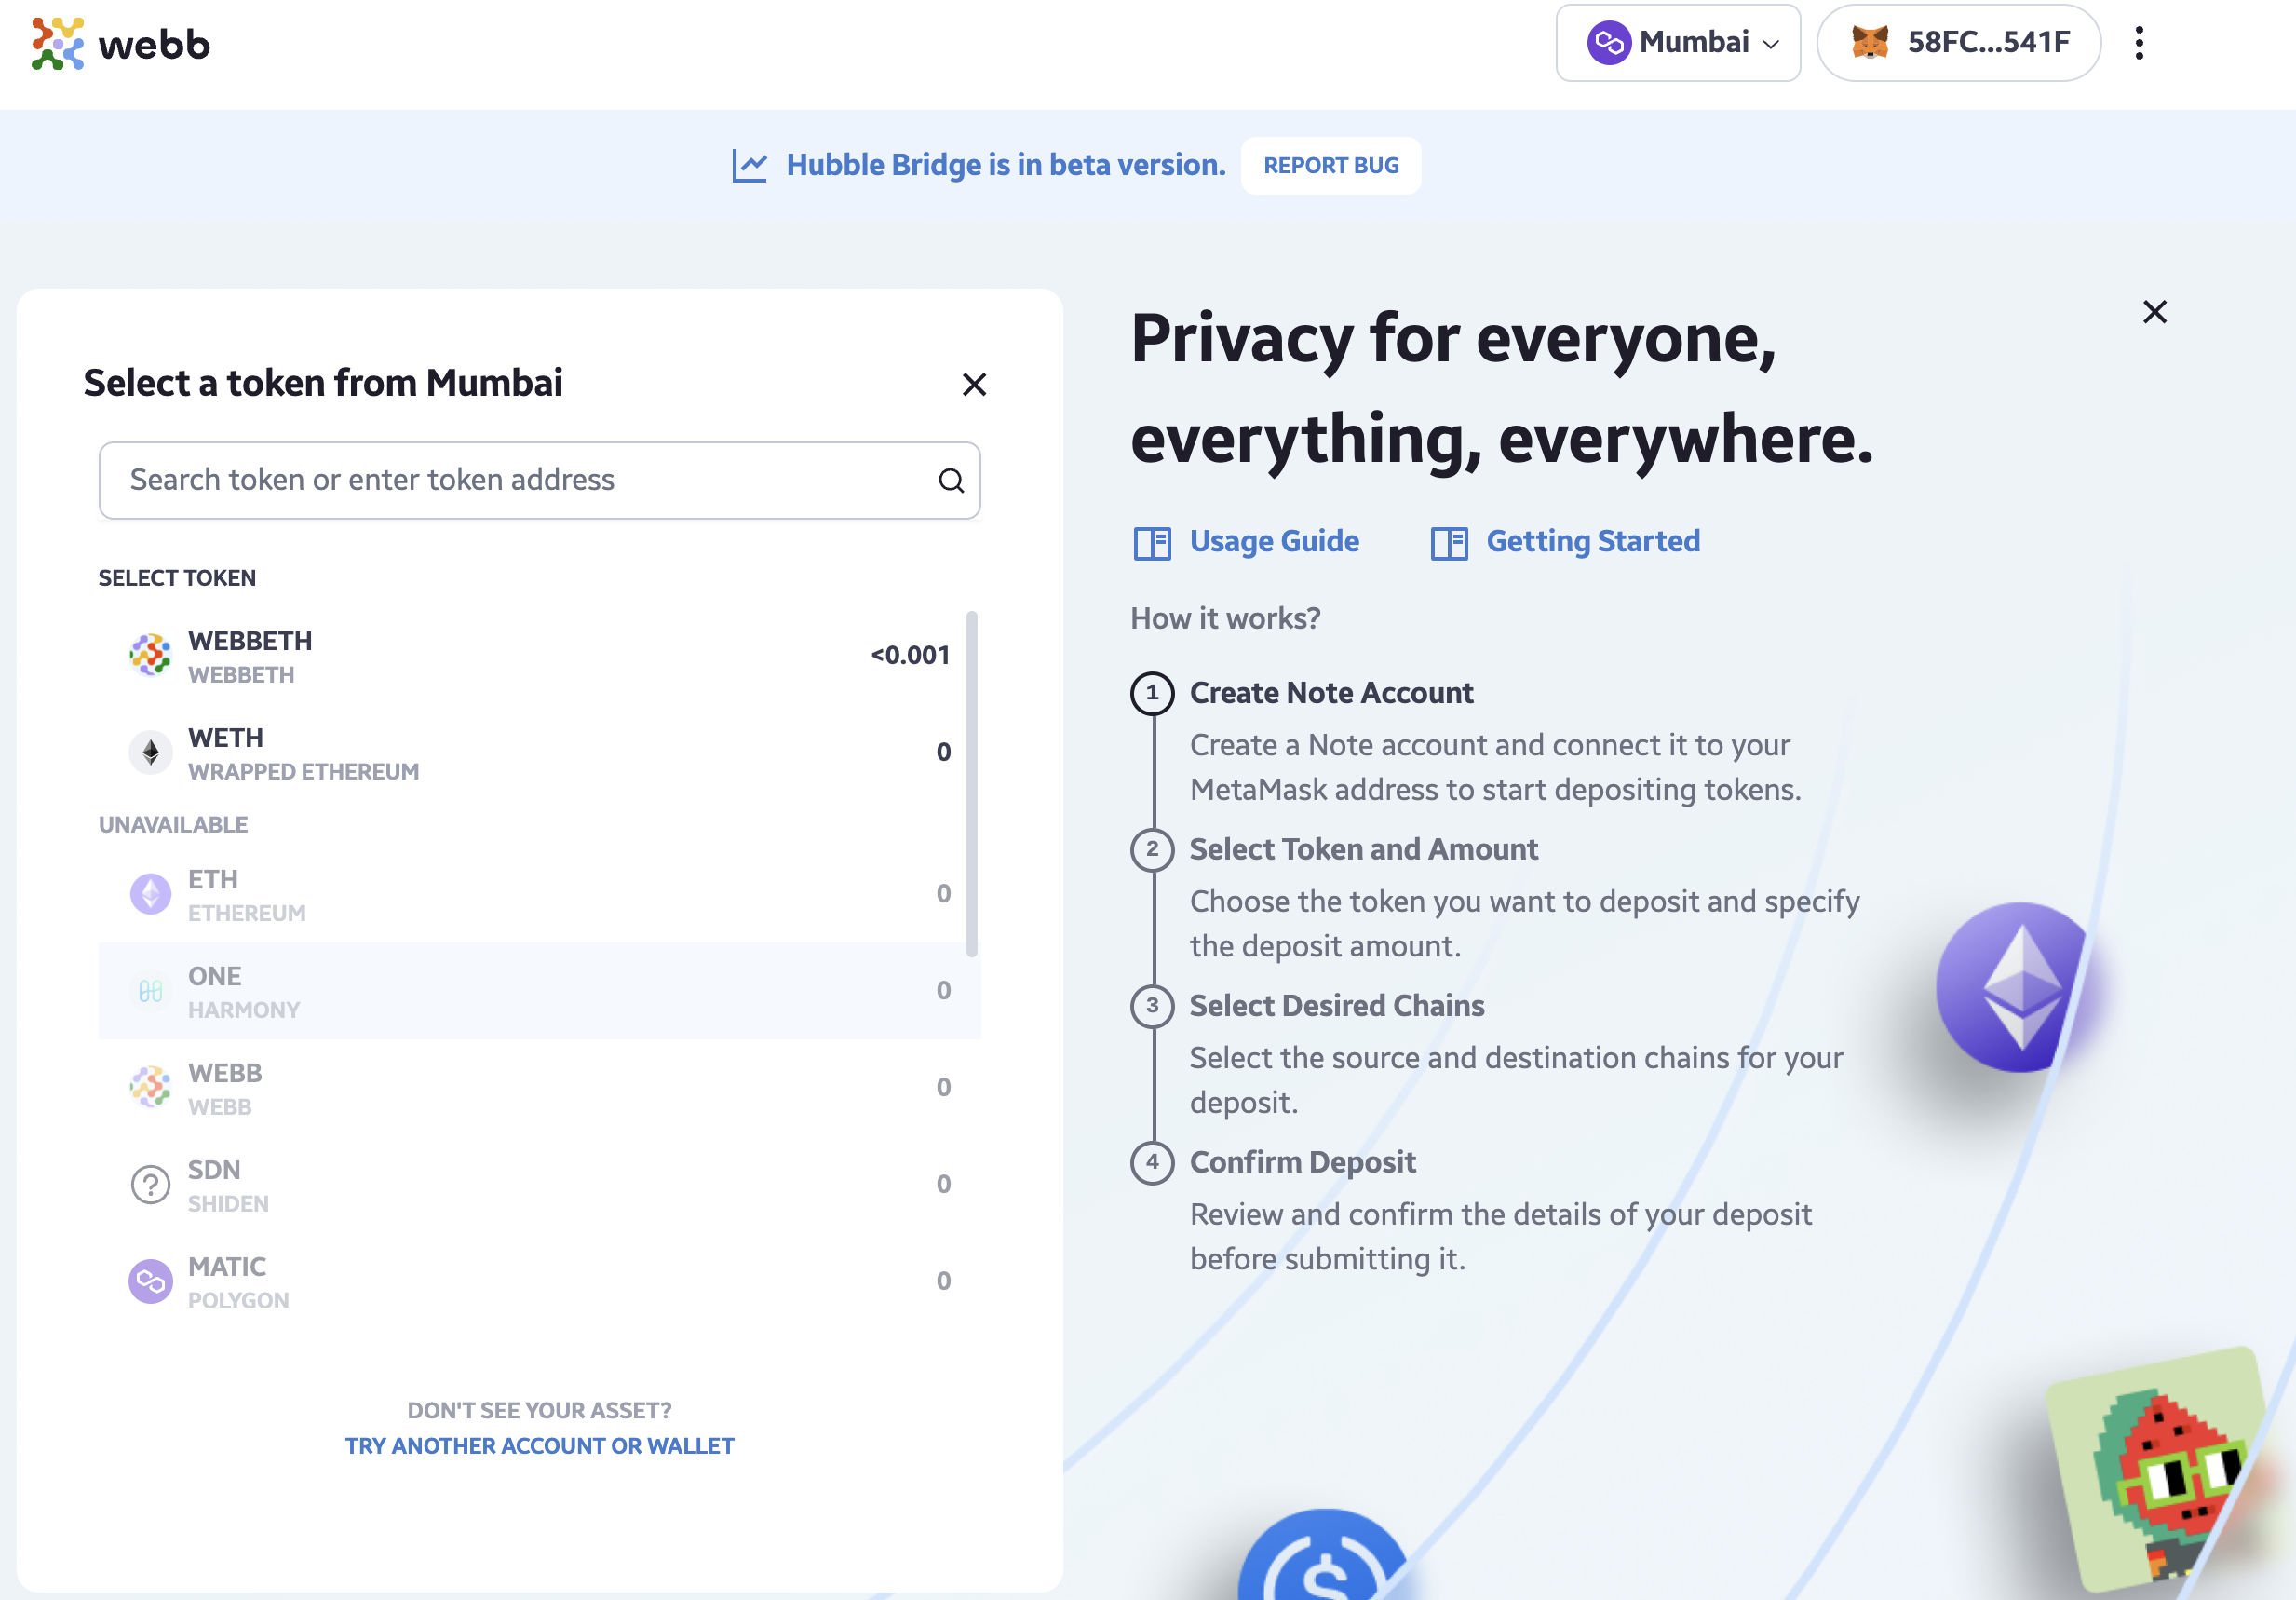 webb
Mumbai
58FC...541F
Hubble Bridge is in beta version.
REPORT BUG
Select a token from Mumbai
Search token or enter token address
SELECT TOKEN
WEBBETH
WEBBETH
<0.001
WETH
WRAPPED ETHEREUM
0
UNAVAILABLE
ETH
ETHEREUM
0
ONE
HARMONY
0
WEBB
WEBB
0
SDN
SHIDEN
0
MATIC
POLYGON
0
DON'T SEE YOUR ASSET?
TRY ANOTHER ACCOUNT OR WALLET
Privacy for everyone,
everything, everywhere.
Usage Guide
Getting Started
How it works?
1 Create Note Account
Create a Note account and connect it to your
MetaMask address to start depositing tokens.
2 Select Token and Amount
Choose the token you want to deposit and specify
the deposit amount.
3 Select Desired Chains
Select the source and destination chains for your
deposit.
4 Confirm Deposit
Review and confirm the details of your deposit
before submitting it.